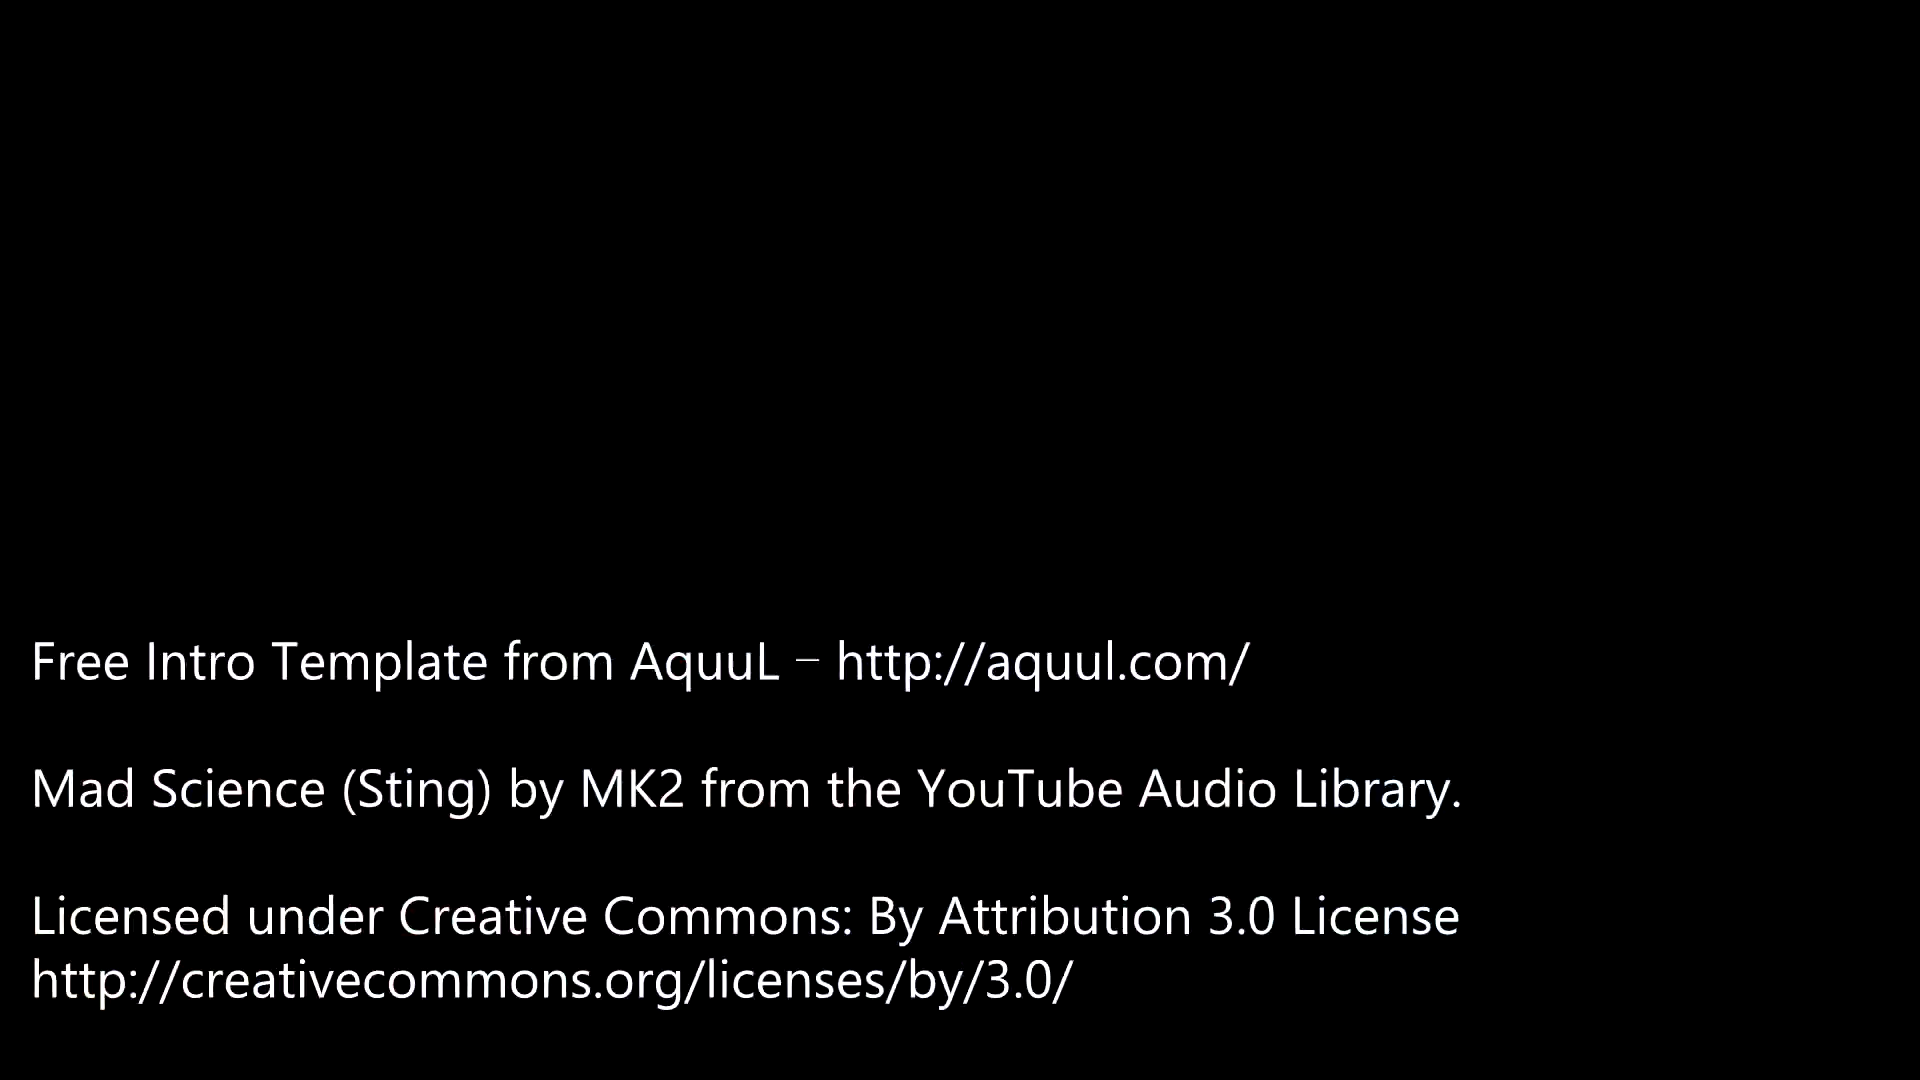 Free Intro Template from AquuL – http://aquul.com/
Mad Science (Sting) by MK2 from the YouTube Audio Library.
Licensed under Creative Commons: By Attribution 3.0 License
http://creativecommons.org/licenses/by/3.0/